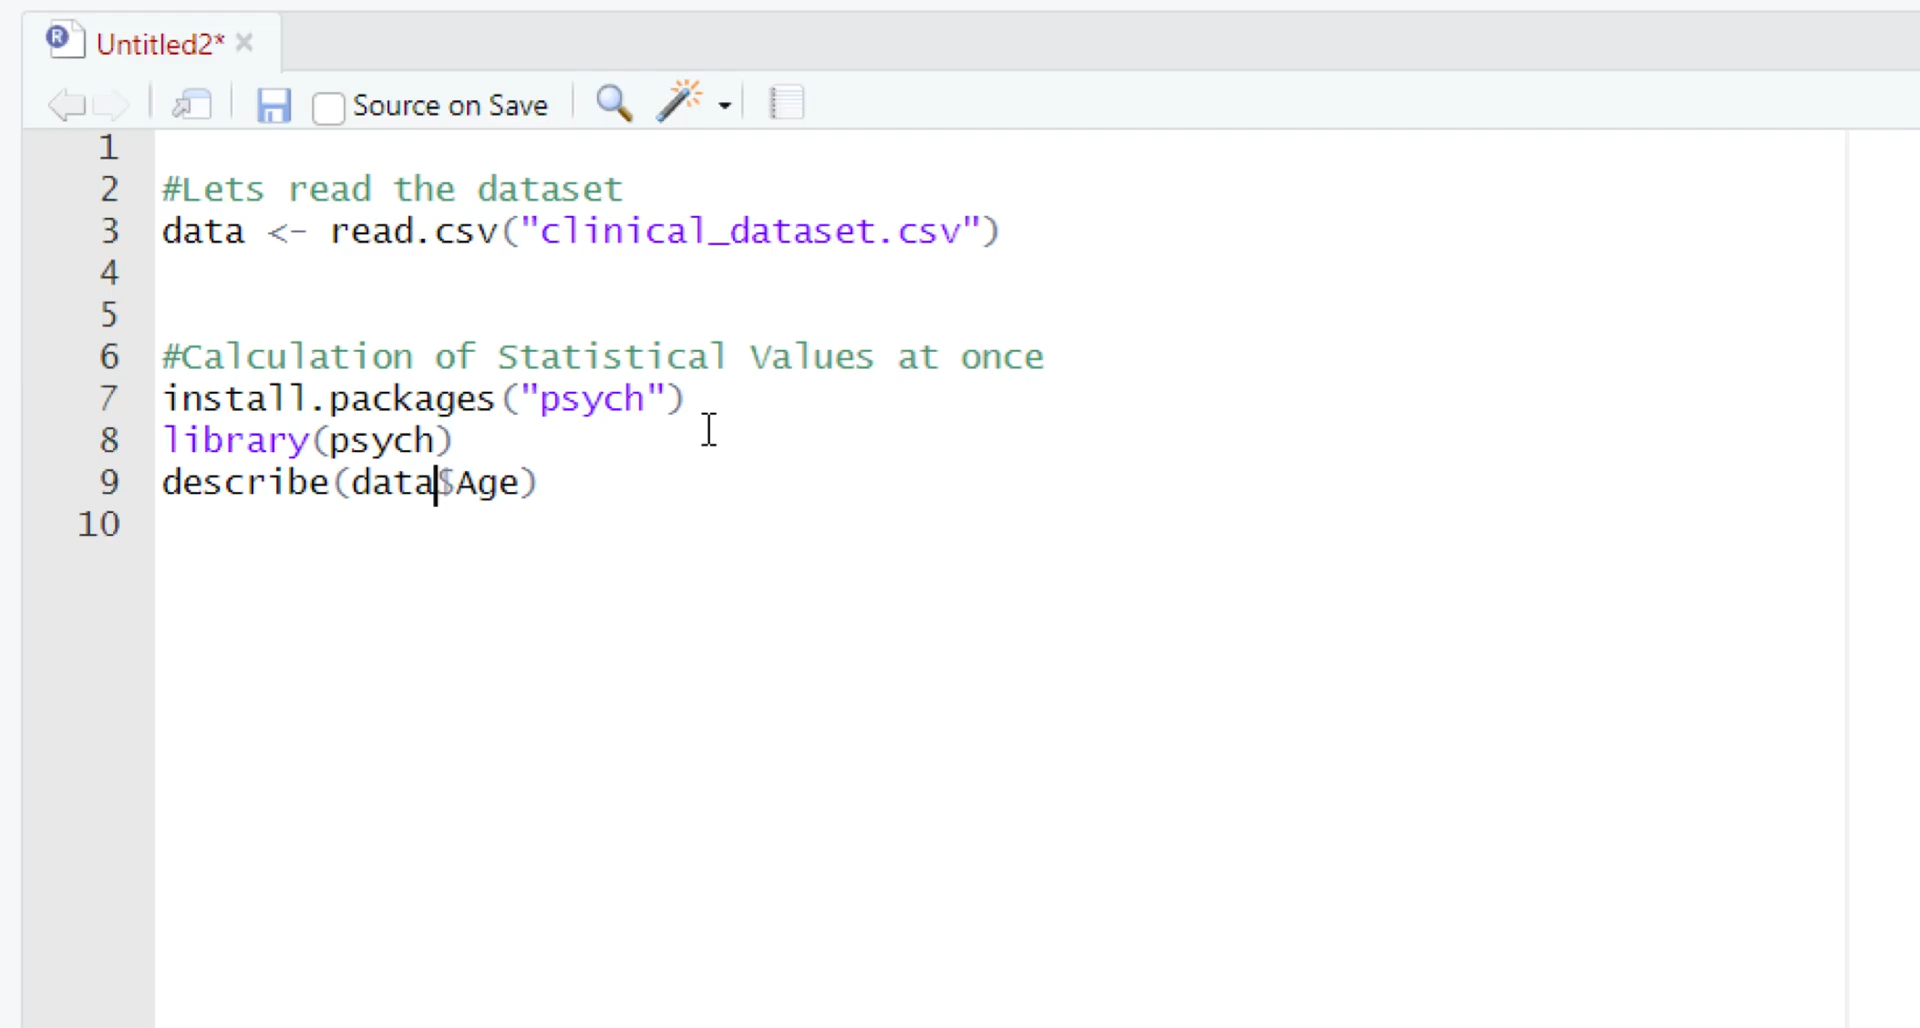 Untitled2*
Source on Save
1
2 #Lets read the dataset
3 data <- read.csv("clinical_dataset.csv")
4
5
6 #Calculation of Statistical Values at once
7 install.packages("psych")
8 library(psych)
9 describe(data$Age)
10